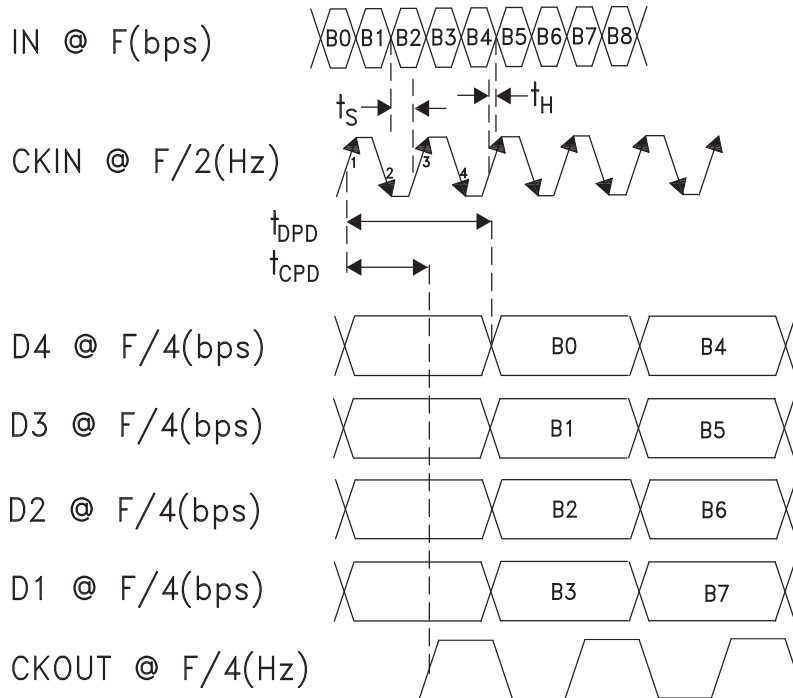 IN @ F(bps)
B0 B1 B2 B3 B4 B5 B6 B7 B8
tS
tH
CKIN @ F/2(Hz)
1 2 3 4
tDPD
tCPD
D4 @ F/4(bps)
B0 B4
D3 @ F/4(bps)
B1 B5
D2 @ F/4(bps)
B2 B6
D1 @ F/4(bps)
B3 B7
CKOUT @ F/4(Hz)